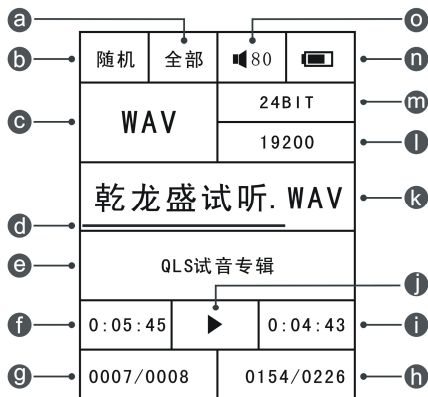 a o
b 随机 全部 80 n
c WAV 24BIT m
19200 l
乾龙盛试听.WAV k
d
e QLS试音专辑 j
f 0:05:45 0:04:43 i
g 0007/0008 0154/0226 h